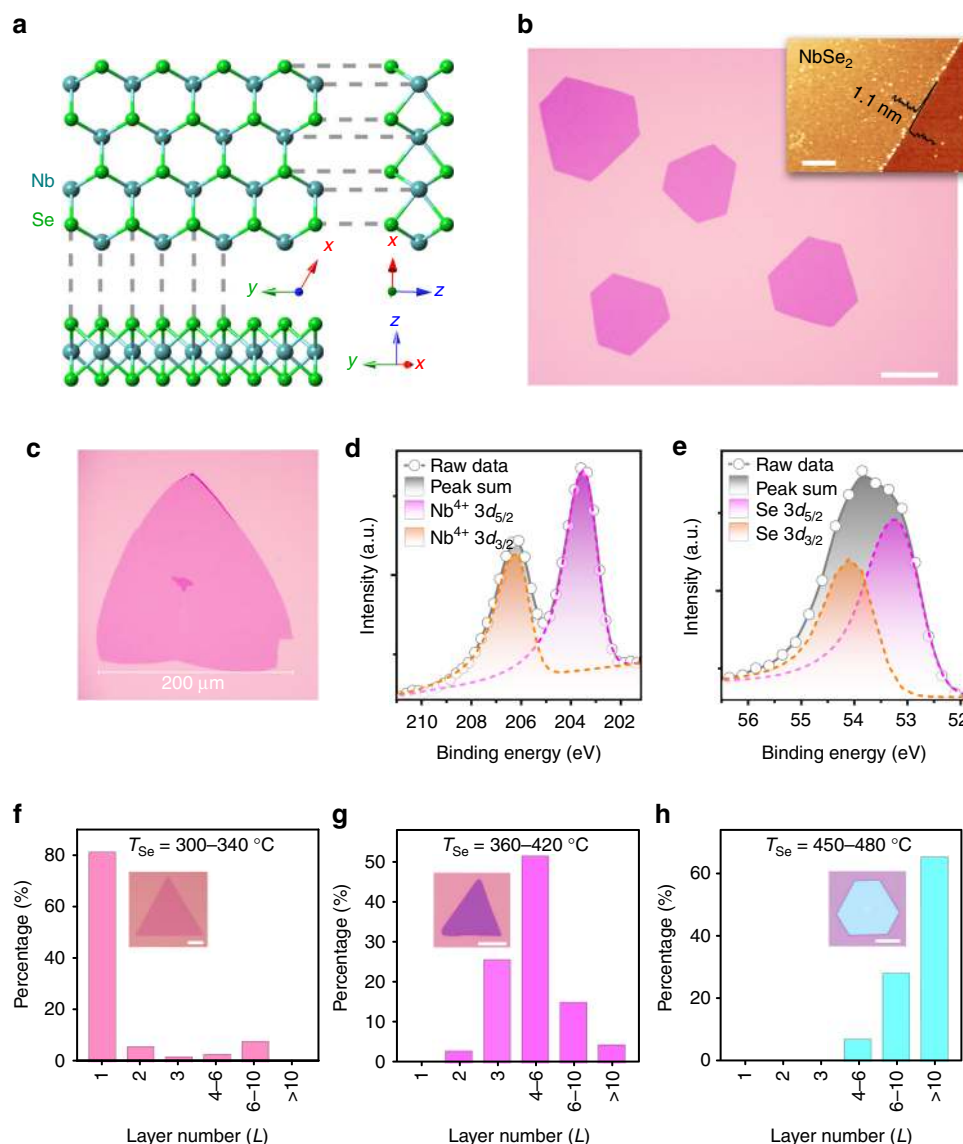 a
Nb
Se
x
y
x
z
z
y
x
b
NbSe₂
1.1 nm
c
200 μm
d
Raw data
Peak sum
Nb⁴⁺ 3d₅/₂
Nb⁴⁺ 3d₃/₂
Intensity (a.u.)
210 208 206 204 202
Binding energy (eV)
e
Raw data
Peak sum
Se 3d₅/₂
Se 3d₃/₂
Intensity (a.u.)
56 55 54 53 52
Binding energy (eV)
f
T_Se = 300–340 °C
Percentage (%)
80
60
40
20
0
1 2 3 4–6 6–10 >10
Layer number (L)
g
T_Se = 360–420 °C
Percentage (%)
50
40
30
20
10
0
1 2 3 4–6 6–10 >10
Layer number (L)
h
T_Se = 450–480 °C
Percentage (%)
60
40
20
0
1 2 3 4–6 6–10 >10
Layer number (L)